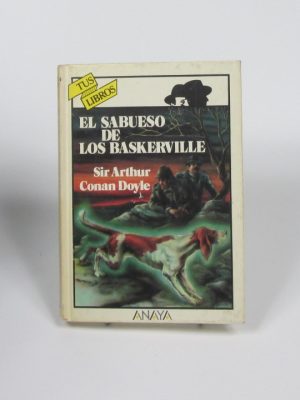 TUS
LIBROS
EL SABUESO
DE
LOS BASKERVILLE
Sir Arthur
Conan Doyle
ANAYA